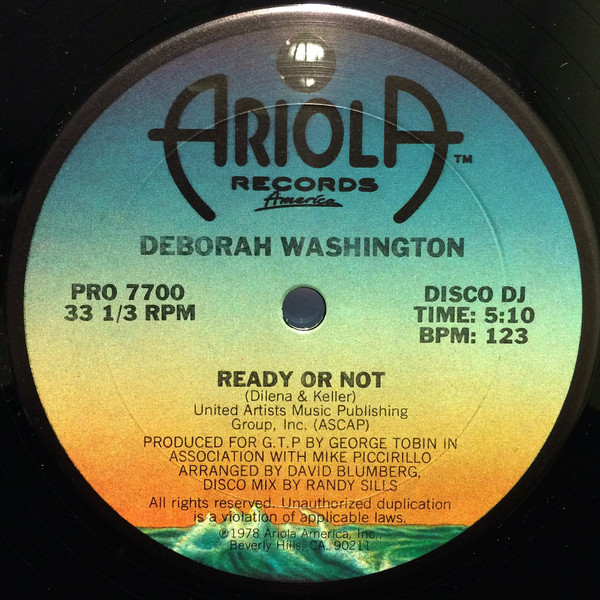 ARIOLA™
RECORDS
America
DEBORAH WASHINGTON
PRO 7700
33 1/3 RPM
DISCO DJ
TIME: 5:10
BPM: 123
READY OR NOT
(Dilena & Keller)
United Artists Music Publishing
Group, Inc. (ASCAP)
PRODUCED FOR G.T.P BY GEORGE TOBIN IN
ASSOCIATION WITH MIKE PICCIRILLO
ARRANGED BY DAVID BLUMBERG,
DISCO MIX BY RANDY SILLS
All rights reserved. Unauthorized duplication
is a violation of applicable laws.
©1978 Ariola America, Inc.,
Beverly Hills, CA. 90211